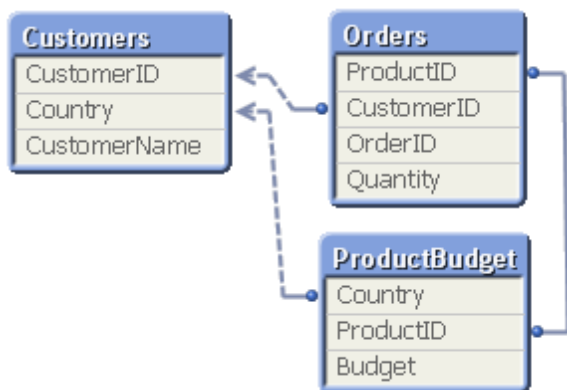 Customers
CustomerID
Country
CustomerName
Orders
ProductID
CustomerID
OrderID
Quantity
ProductBudget
Country
ProductID
Budget